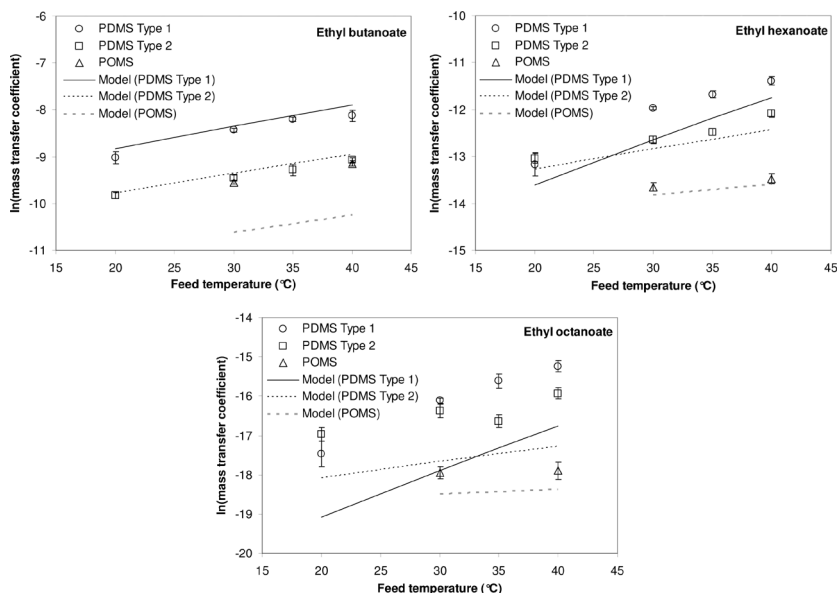 Ethyl butanoate
PDMS Type 1
PDMS Type 2
POMS
Model (PDMS Type 1)
Model (PDMS Type 2)
Model (POMS)
ln(mass transfer coefficient)
-6
-7
-8
-9
-10
-11
15 20 25 30 35 40 45
Feed temperature (°C)
Ethyl hexanoate
PDMS Type 1
PDMS Type 2
POMS
Model (PDMS Type 1)
Model (PDMS Type 2)
Model (POMS)
ln(mass transfer coefficient)
-10
-11
-12
-13
-14
-15
15 20 25 30 35 40 45
Feed temperature (°C)
Ethyl octanoate
PDMS Type 1
PDMS Type 2
POMS
Model (PDMS Type 1)
Model (PDMS Type 2)
Model (POMS)
ln(mass transfer coefficient)
-14
-15
-16
-17
-18
-19
-20
15 20 25 30 35 40 45
Feed temperature (°C)